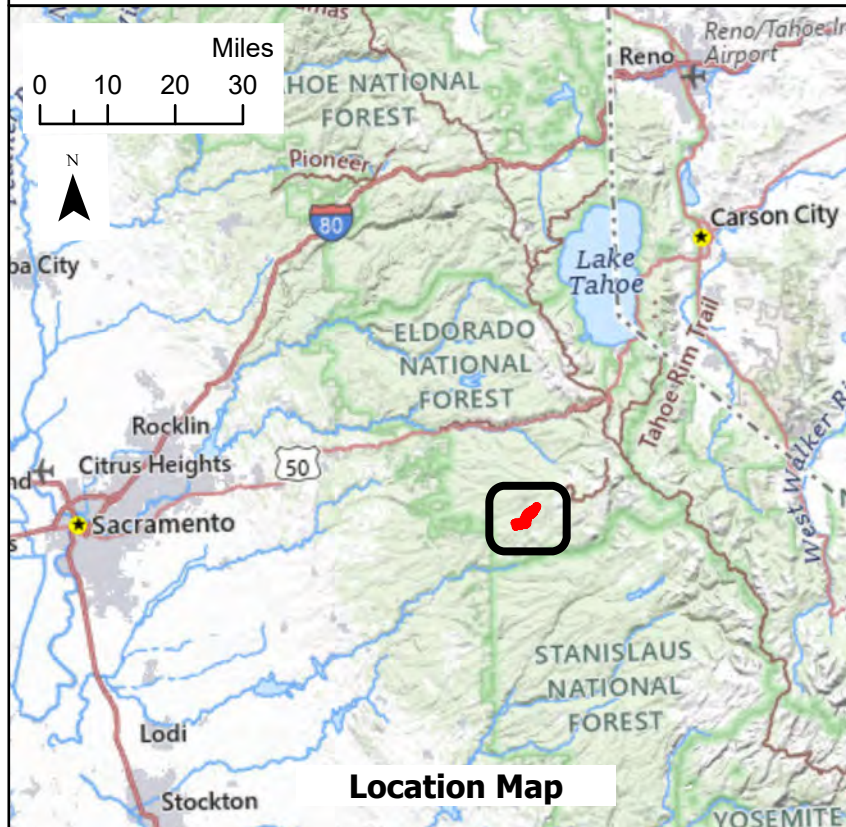 Miles
0 10 20 30
N
HOE NATIONAL
FOREST
Pioneer
80
Reno/Tahoe In
Airport
Reno
Carson City
ba City
Lake
Tahoe
ELDORADO
NATIONAL
FOREST
Tahoe Rim Trail
Rocklin
Citrus Heights
50
nd
Sacramento
s
West Walker Ri
N
STANISLAUS
NATIONAL
FOREST
Lodi
Stockton
Location Map
YOSEMITE